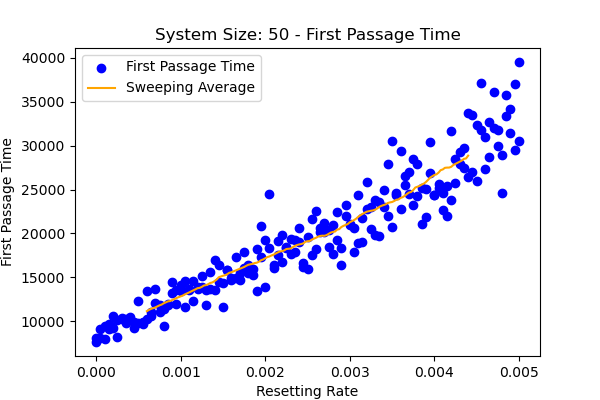 System Size: 50 - First Passage Time
First Passage Time
Sweeping Average
First Passage Time
40000
35000
30000
25000
20000
15000
10000
0.000 0.001 0.002 0.003 0.004 0.005
Resetting Rate